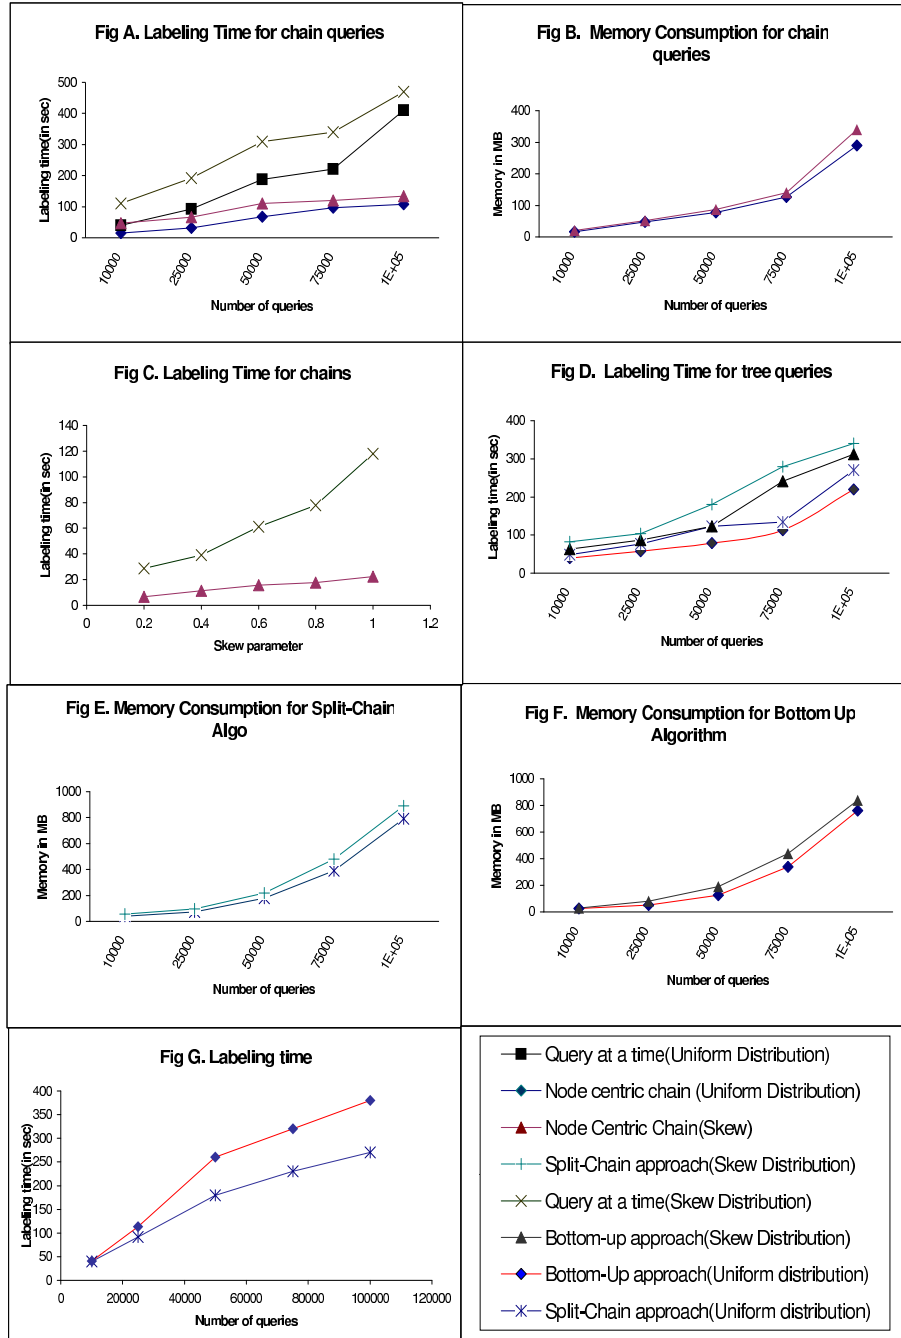 Fig A. Labeling Time for chain queries
Labeling time(in sec)
500
400
300
200
100
0
10000
25000
50000
75000
1E+05
Number of queries
Fig B. Memory Consumption for chain
queries
Memory in MB
400
300
200
100
0
10000
25000
50000
75000
1E+05
Number of queries
Fig C. Labeling Time for chains
Labeling time(in sec)
140
120
100
80
60
40
20
0
0
0.2
0.4
0.6
0.8
1
1.2
Skew parameter
Fig D. Labeling Time for tree queries
Labeling time(in sec)
400
300
200
100
0
10000
25000
50000
75000
1E+05
Number of queries
Fig E. Memory Consumption for Split-Chain
Algo
Memory in MB
1000
800
600
400
200
0
10000
25000
50000
75000
1E+05
Number of queries
Fig F. Memory Consumption for Bottom Up
Algorithm
Memory in MB
1000
800
600
400
200
0
10000
25000
50000
75000
1E+05
Number of queries
Fig G. Labeling time
Labeling time(in sec)
400
350
300
250
200
150
100
50
0
0
20000
40000
60000
80000
100000
120000
Number of queries
Query at a time(Uniform Distribution)
Node centric chain (Uniform Distribution)
Node Centric Chain(Skew)
Split-Chain approach(Skew Distribution)
Query at a time(Skew Distribution)
Bottom-up approach(Skew Distribution)
Bottom-Up approach(Uniform distribution)
Split-Chain approach(Uniform distribution)